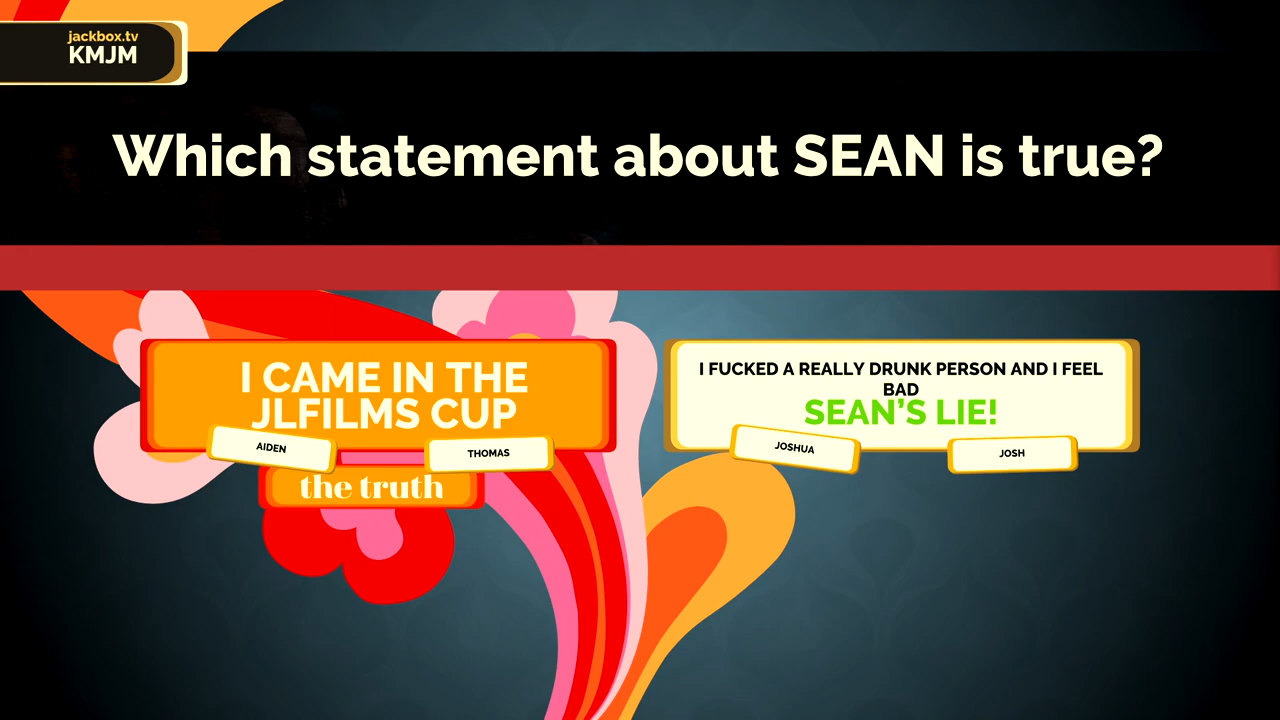 jackbox.tv
KMJM
Which statement about SEAN is true?
I CAME IN THE
JLFILMS CUP
AIDEN
THOMAS
the truth
I FUCKED A REALLY DRUNK PERSON AND I FEEL
BAD
SEAN'S LIE!
JOSHUA
JOSH